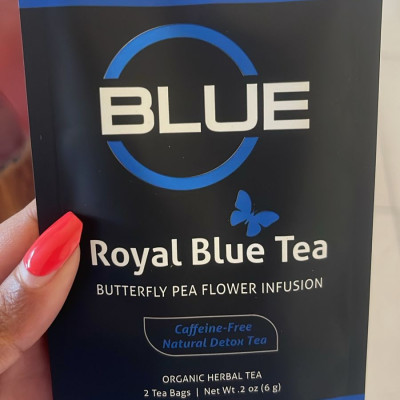 BLUE
Royal Blue Tea
BUTTERFLY PEA FLOWER INFUSION
Caffeine-Free
Natural Detox Tea
ORGANIC HERBAL TEA
2 Tea Bags | Net Wt .2 oz (6 g)